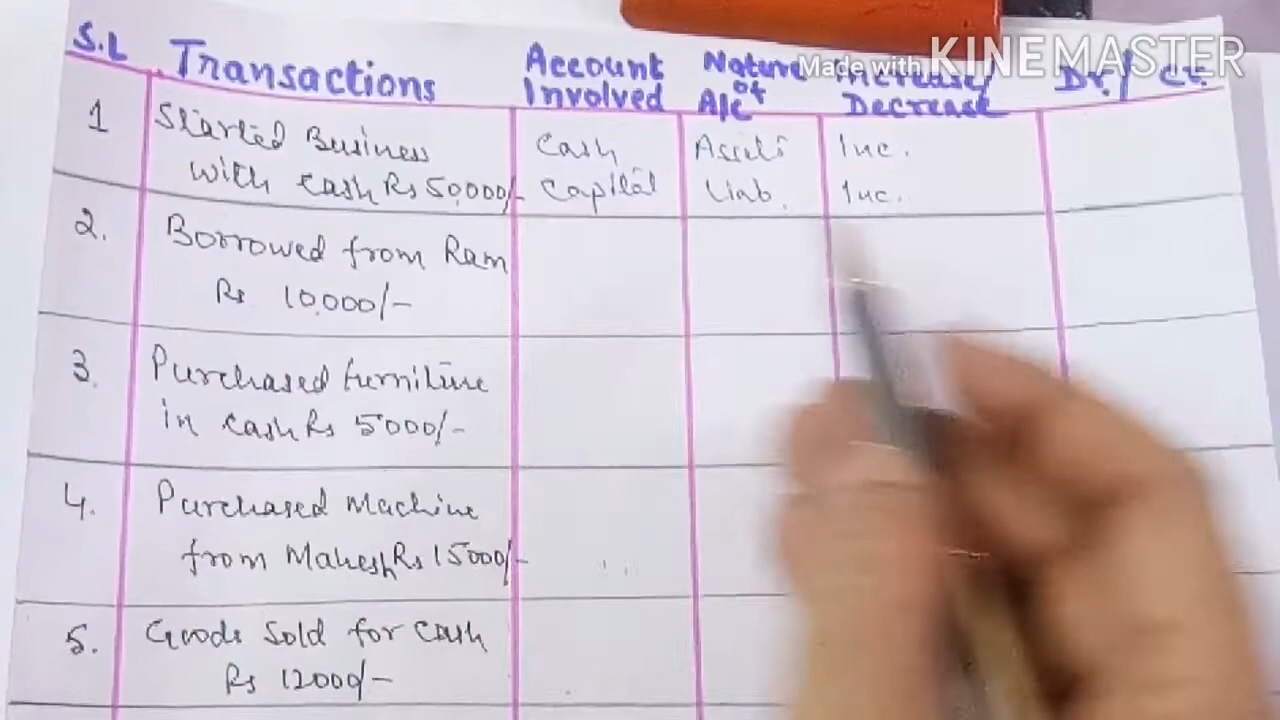 Made with KINEMASTER
S.L Transactions Account Involved Nature of A/c Increase/ Decrease Dr./ Cr.
1 Started Business Cash Assets Inc.
with cash Rs 50,000/- Capital Liab. Inc.
2. Borrowed from Ram
Rs 10,000/-
3. Purchased furniture
in cash Rs 5000/-
4. Purchased Machine
from Mahesh Rs 15000/-
5. Goods Sold for cash
Rs 12000/-